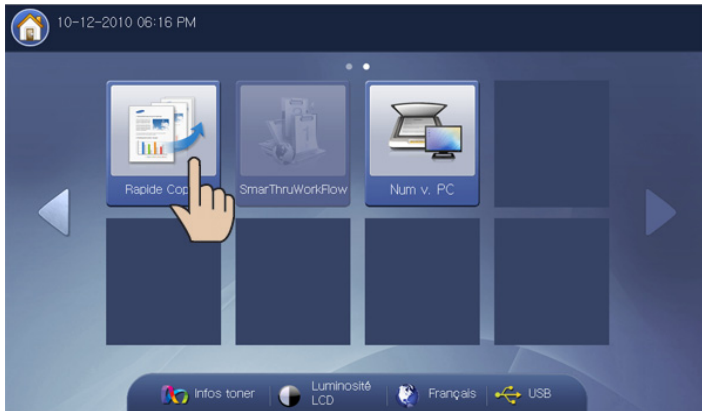 10-12-2010 06:16 PM
Rapide Cop
SmarThruWorkFlow
Num v. PC
Infos toner
Luminosité
LCD
Français
USB